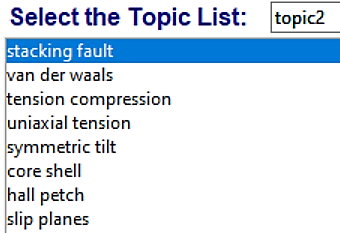 Select the Topic List: topic2
stacking fault
van der waals
tension compression
uniaxial tension
symmetric tilt
core shell
hall petch
slip planes